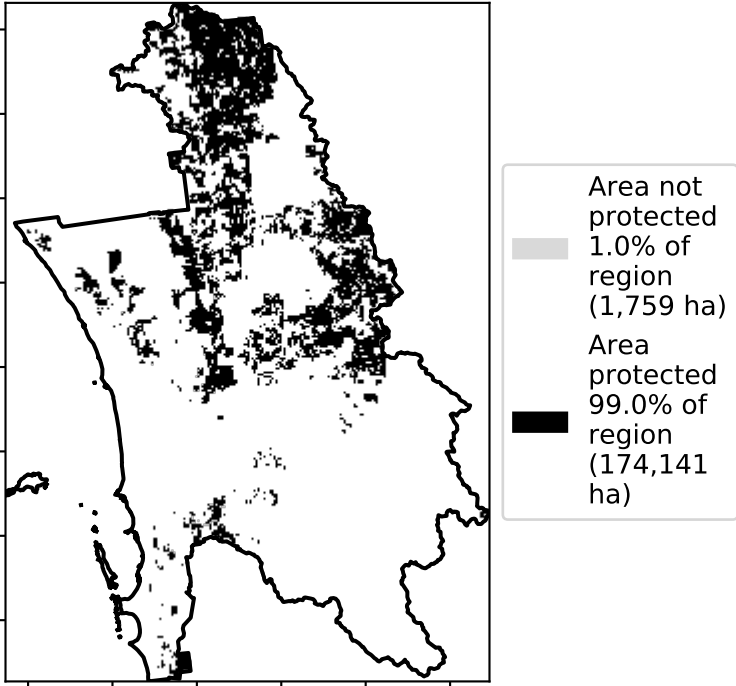 Area not
protected
1.0% of
region
(1,759 ha)
Area
protected
99.0% of
region
(174,141
ha)